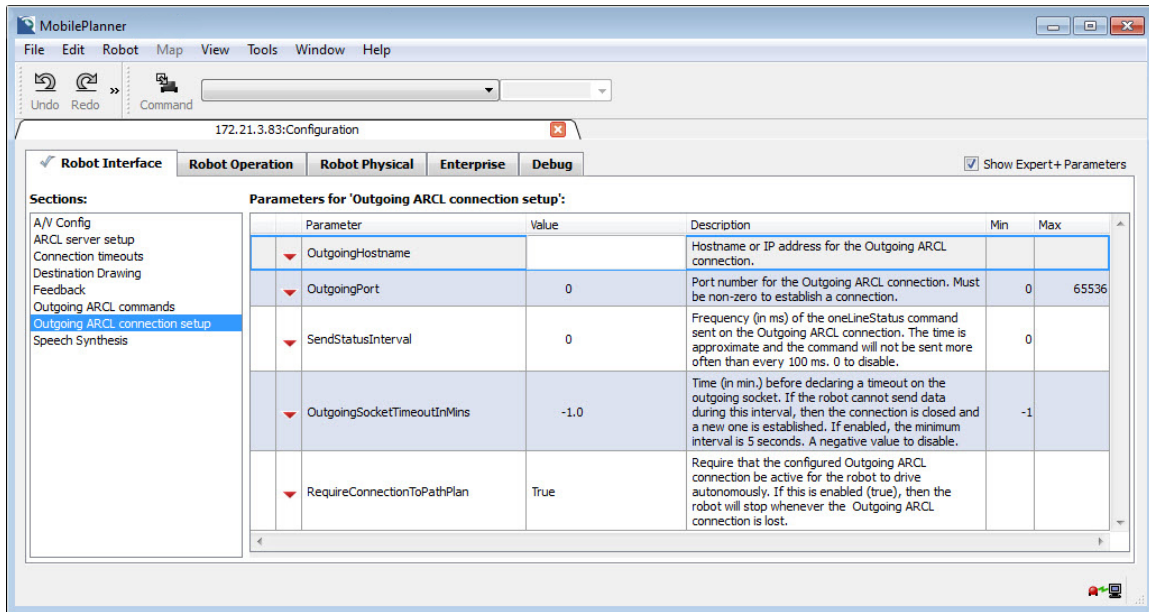 MobilePlanner
File Edit Robot Map View Tools Window Help
Undo Redo » Command
172.21.3.83:Configuration
Robot Interface Robot Operation Robot Physical Enterprise Debug Show Expert+ Parameters
Sections: Parameters for 'Outgoing ARCL connection setup':
A/V Config
ARCL server setup
Connection timeouts
Destination Drawing
Feedback
Outgoing ARCL commands
Outgoing ARCL connection setup
Speech Synthesis
Parameter Value Description Min Max
OutgoingHostname
Hostname or IP address for the Outgoing ARCL
connection.
OutgoingPort 0
Port number for the Outgoing ARCL connection. Must
be non-zero to establish a connection.
0 65536
SendStatusInterval 0
Frequency (in ms) of the oneLineStatus command
sent on the Outgoing ARCL connection. The time is
approximate and the command will not be sent more
often than every 100 ms. 0 to disable.
0
OutgoingSocketTimeoutInMins -1.0
Time (in min.) before declaring a timeout on the
outgoing socket. If the robot cannot send data
during this interval, then the connection is closed and
a new one is established. If enabled, the minimum
interval is 5 seconds. A negative value to disable.
-1
RequireConnectionToPathPlan True
Require that the configured Outgoing ARCL
connection be active for the robot to drive
autonomously. If this is enabled (true), then the
robot will stop whenever the Outgoing ARCL
connection is lost.